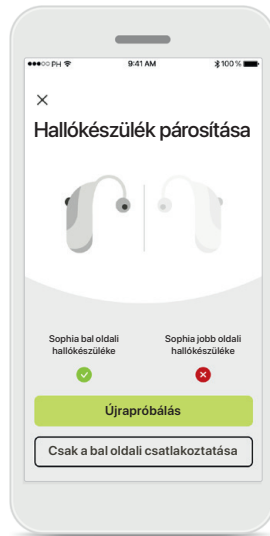 ●●●○○ PH 9:41 AM 100 %
Hallókészülék párosítása
Sophia bal oldali
hallókészüléke
Sophia jobb oldali
hallókészüléke
Újrapróbálás
Csak a bal oldali csatlakoztatása